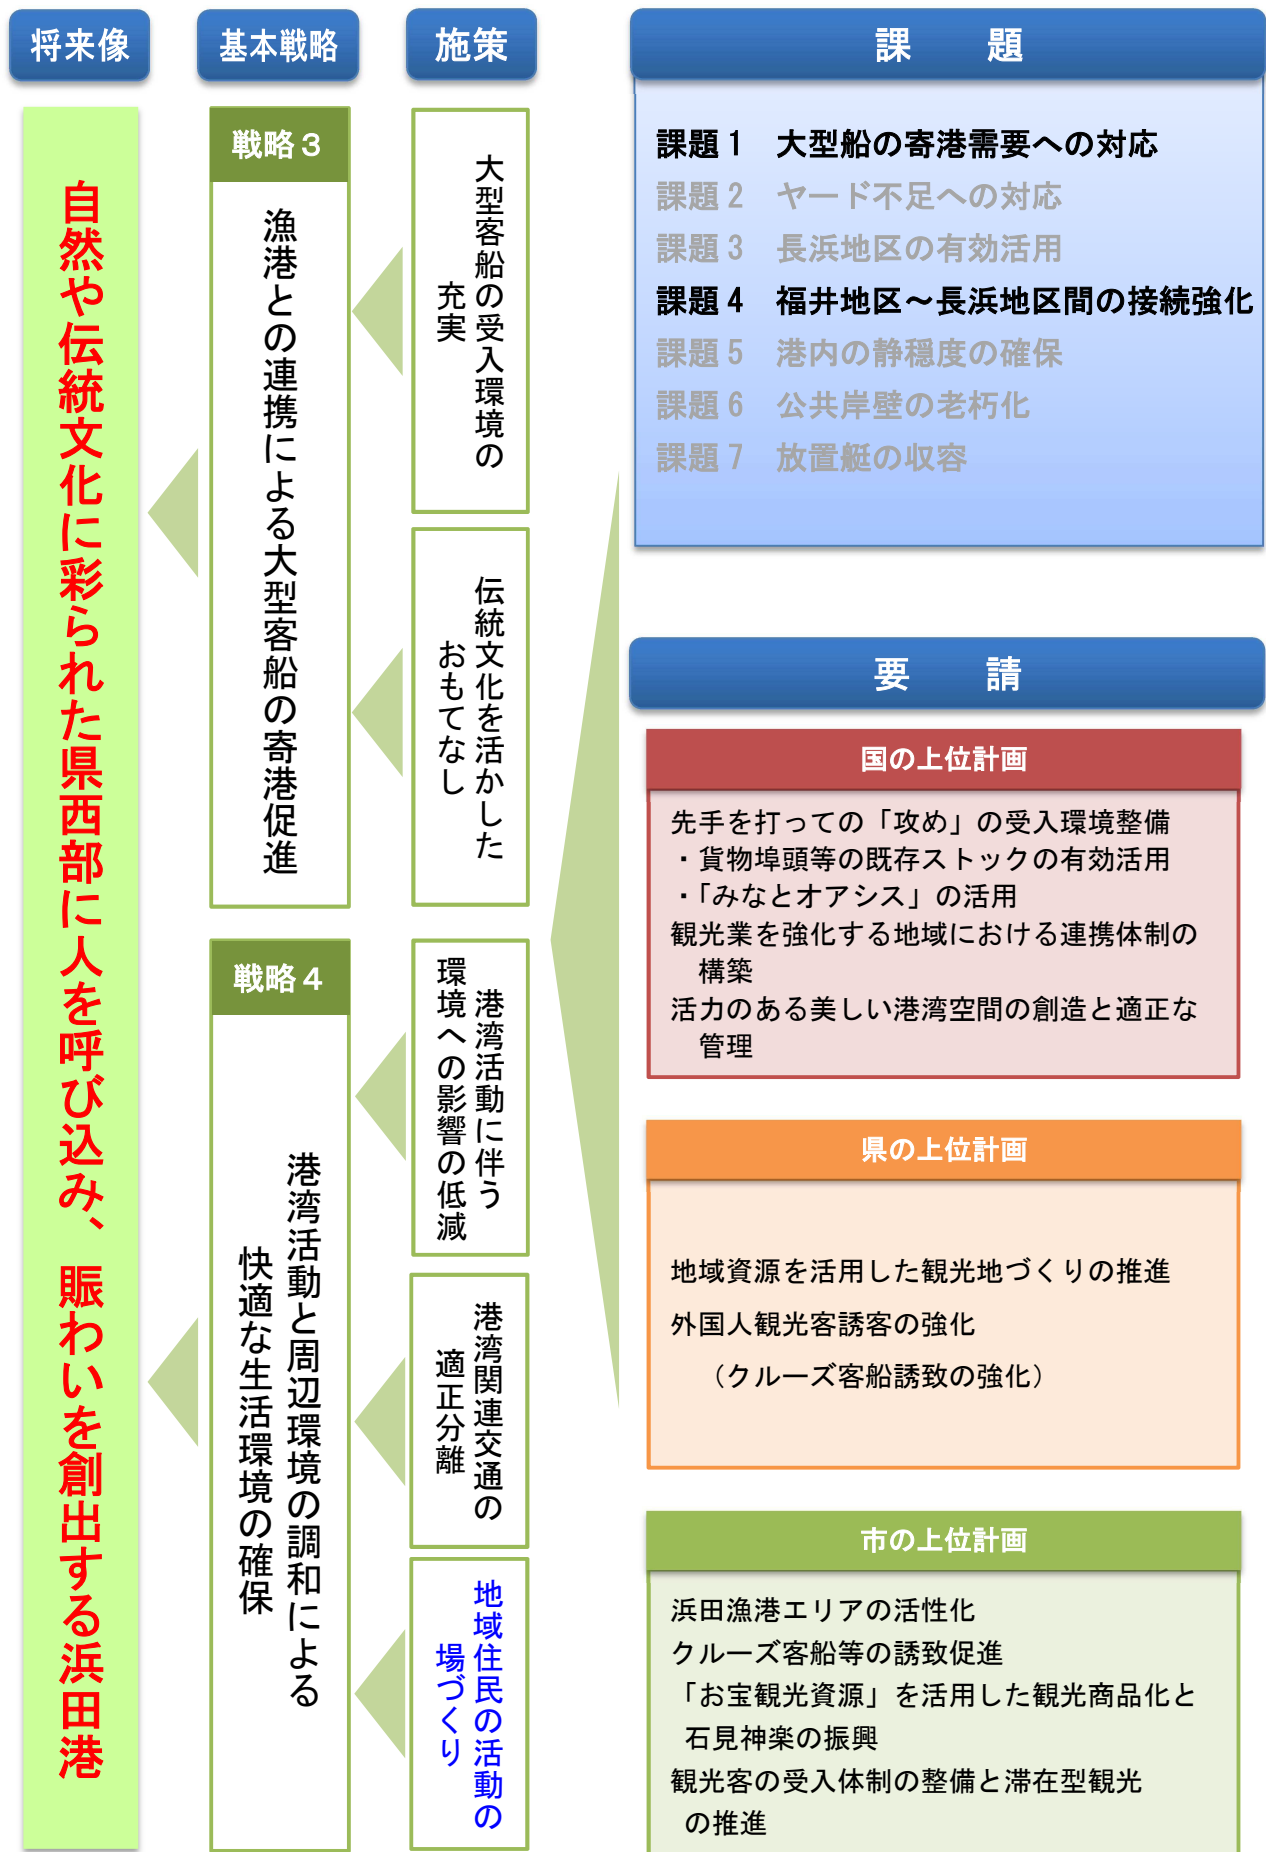 将来像
基本戦略
施策
課　題
自然や伝統文化に彩られた県西部に人を呼び込み、賑わいを創出する浜田港
戦略３
漁港との連携による大型客船の寄港促進
大型客船の受入環境の
充実
伝統文化を活かした
おもてなし
戦略４
港湾活動と周辺環境の調和による
快適な生活環境の確保
港湾活動に伴う
環境への影響の低減
港湾関連交通の
適正分離
地域住民の活動の
場づくり
課題１　大型船の寄港需要への対応
課題２　ヤード不足への対応
課題３　長浜地区の有効活用
課題４　福井地区～長浜地区間の接続強化
課題５　港内の静穏度の確保
課題６　公共岸壁の老朽化
課題７　放置艇の収容
要　請
国の上位計画
先手を打っての「攻め」の受入環境整備
・貨物埠頭等の既存ストックの有効活用
・「みなとオアシス」の活用
観光業を強化する地域における連携体制の
構築
活力のある美しい港湾空間の創造と適正な
管理
県の上位計画
地域資源を活用した観光地づくりの推進
外国人観光客誘客の強化
（クルーズ客船誘致の強化）
市の上位計画
浜田漁港エリアの活性化
クルーズ客船等の誘致促進
「お宝観光資源」を活用した観光商品化と
石見神楽の振興
観光客の受入体制の整備と滞在型観光
の推進